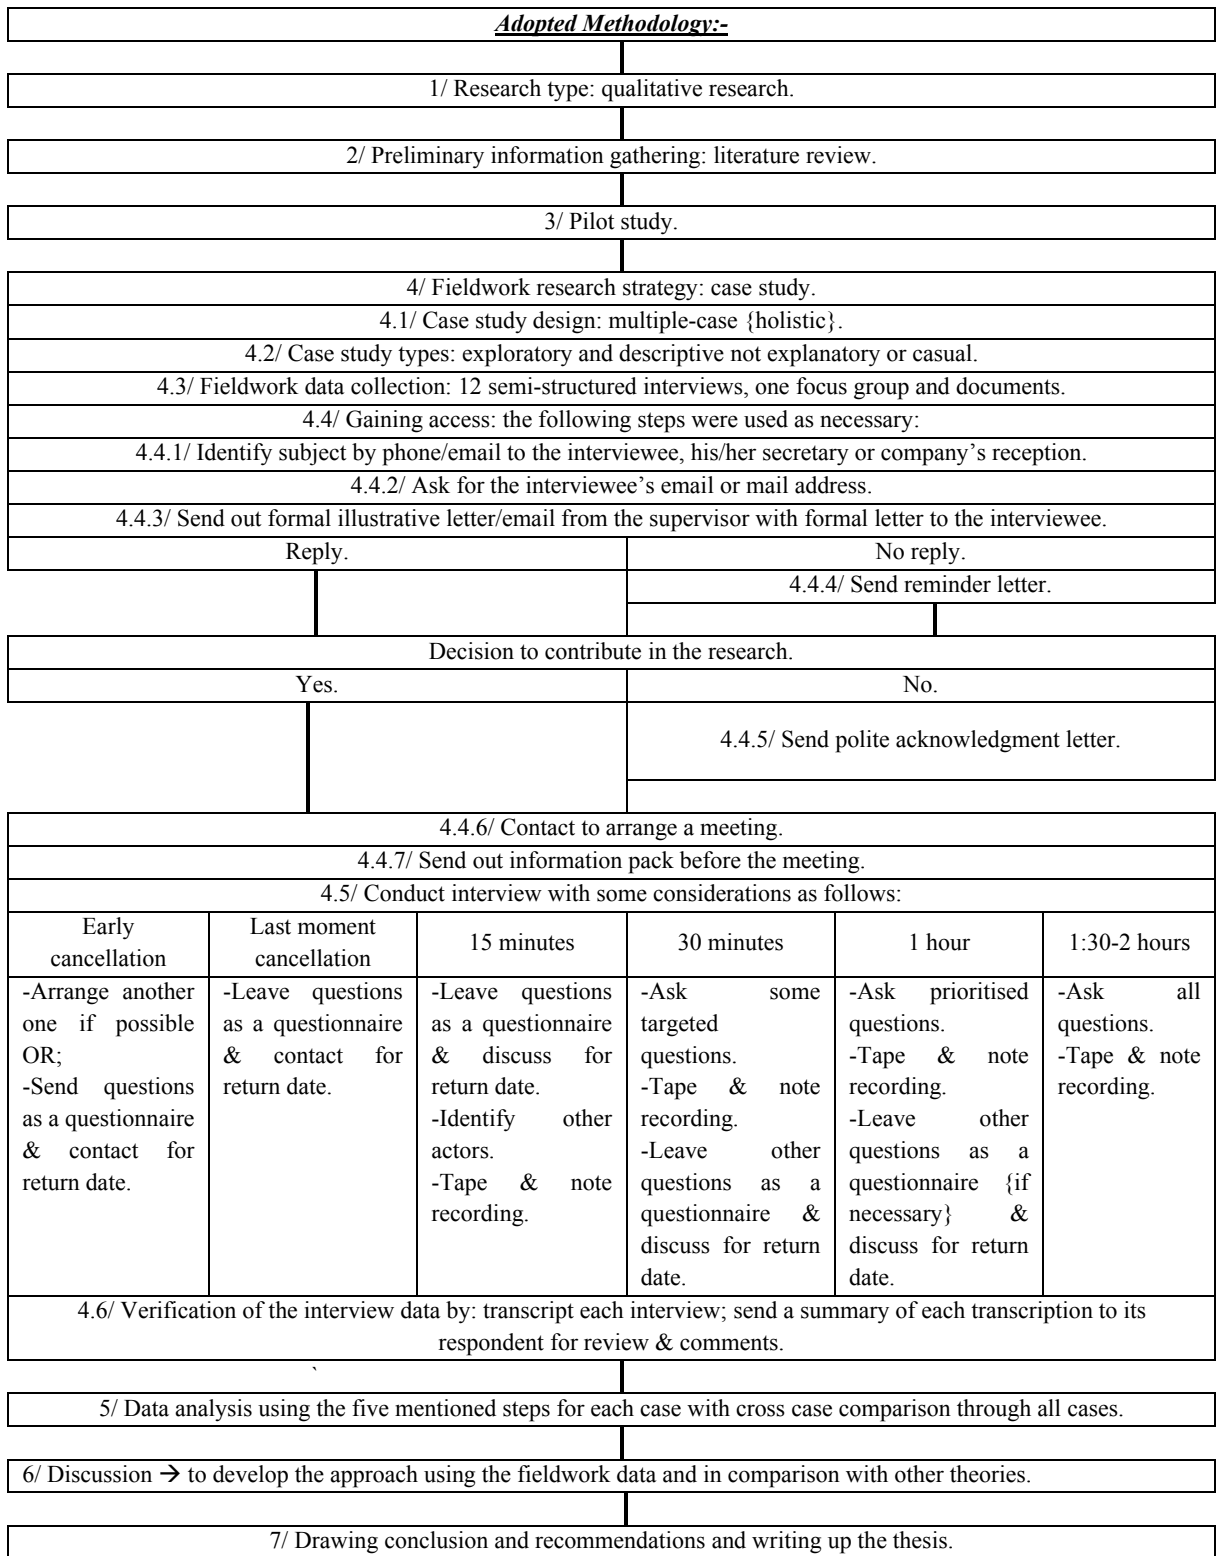 Adopted Methodology:-
1/ Research type: qualitative research.
2/ Preliminary information gathering: literature review.
3/ Pilot study.
4/ Fieldwork research strategy: case study.
4.1/ Case study design: multiple-case {holistic}.
4.2/ Case study types: exploratory and descriptive not explanatory or casual.
4.3/ Fieldwork data collection: 12 semi-structured interviews, one focus group and documents.
4.4/ Gaining access: the following steps were used as necessary:
4.4.1/ Identify subject by phone/email to the interviewee, his/her secretary or company's reception.
4.4.2/ Ask for the interviewee's email or mail address.
4.4.3/ Send out formal illustrative letter/email from the supervisor with formal letter to the interviewee.
Reply.
No reply.
4.4.4/ Send reminder letter.
Decision to contribute in the research.
Yes.
No.
4.4.5/ Send polite acknowledgment letter.
4.4.6/ Contact to arrange a meeting.
4.4.7/ Send out information pack before the meeting.
4.5/ Conduct interview with some considerations as follows:
Early
cancellation
Last moment
cancellation
15 minutes
30 minutes
1 hour
1:30-2 hours
-Arrange another
one if possible
OR;
-Send questions
as a questionnaire
& contact for
return date.
-Leave questions
as a questionnaire
& contact for
return date.
-Leave questions
as a questionnaire
& discuss for
return date.
-Identify other
actors.
-Tape & note
recording.
-Ask some
targeted
questions.
-Tape & note
recording.
-Leave other
questions as a
questionnaire &
discuss for return
date.
-Ask prioritised
questions.
-Tape & note
recording.
-Leave other
questions as a
questionnaire {if
necessary} &
discuss for return
date.
-Ask all
questions.
-Tape & note
recording.
4.6/ Verification of the interview data by: transcript each interview; send a summary of each transcription to its
respondent for review & comments.
`
5/ Data analysis using the five mentioned steps for each case with cross case comparison through all cases.
6/ Discussion → to develop the approach using the fieldwork data and in comparison with other theories.
7/ Drawing conclusion and recommendations and writing up the thesis.